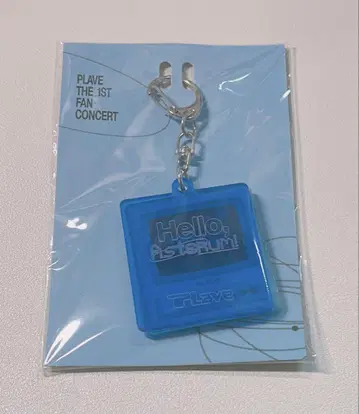 PLAVE
THE 1ST
FAN
CONCERT
Hello,
Asterum!
PLAVE